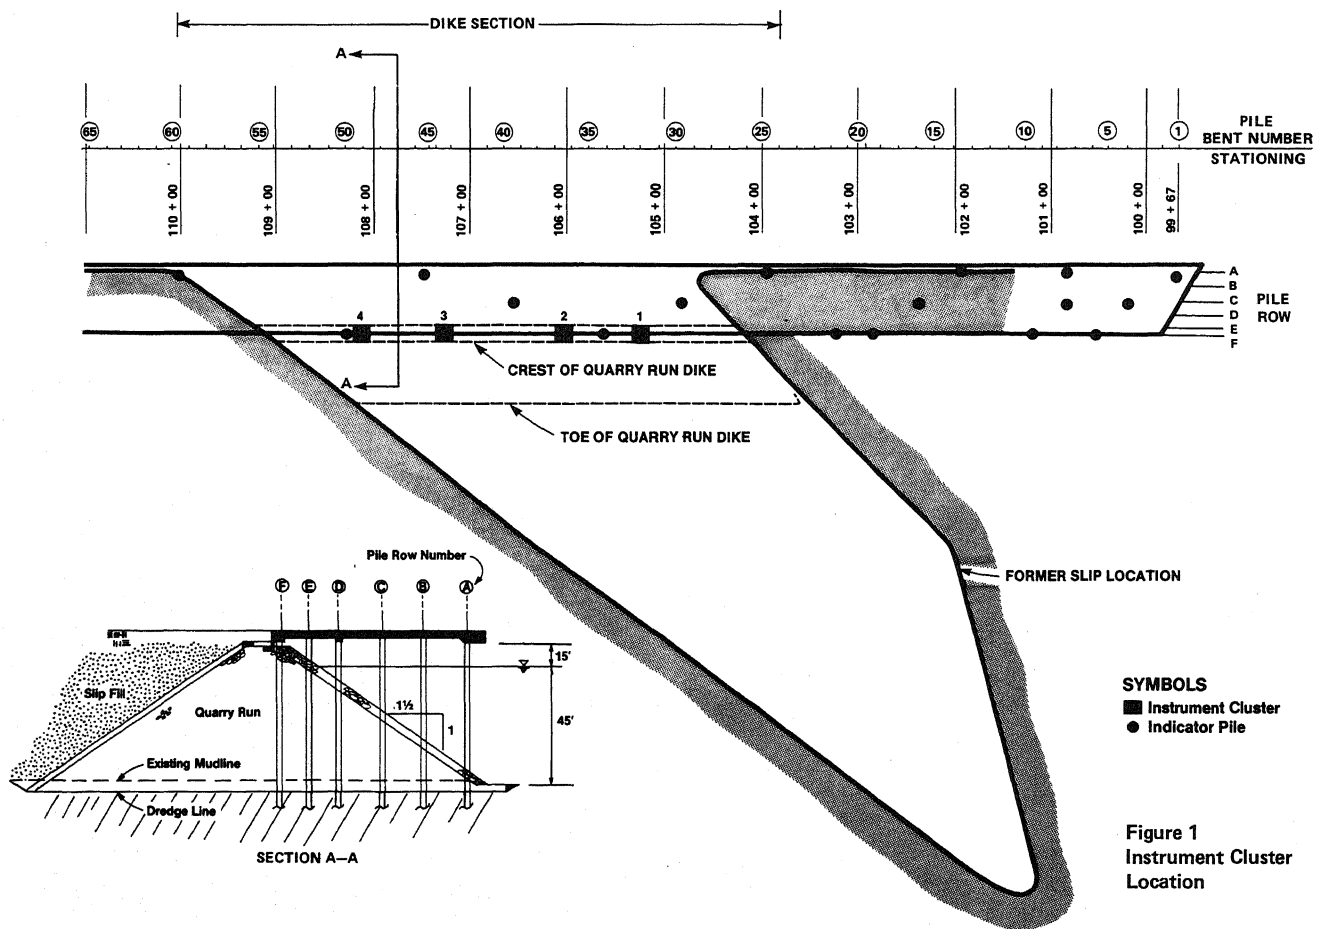 DIKE SECTION
A
65 60 55 50 45 40 35 30 25 20 15 10 5 1
PILE
BENT NUMBER
STATIONING
110 + 00 109 + 00 108 + 00 107 + 00 106 + 00 105 + 00 104 + 00 103 + 00 102 + 00 101 + 00 100 + 00 99 + 67
A
B
C
D
E
F
PILE
ROW
4 3 2 1
CREST OF QUARRY RUN DIKE
A
TOE OF QUARRY RUN DIKE
FORMER SLIP LOCATION
Pile Row Number
F E D C B A
15'
Slip Fill
Quarry Run
1½
1
45'
Existing Mudline
Dredge Line
SECTION A–A
SYMBOLS
Instrument Cluster
Indicator Pile
Figure 1
Instrument Cluster
Location